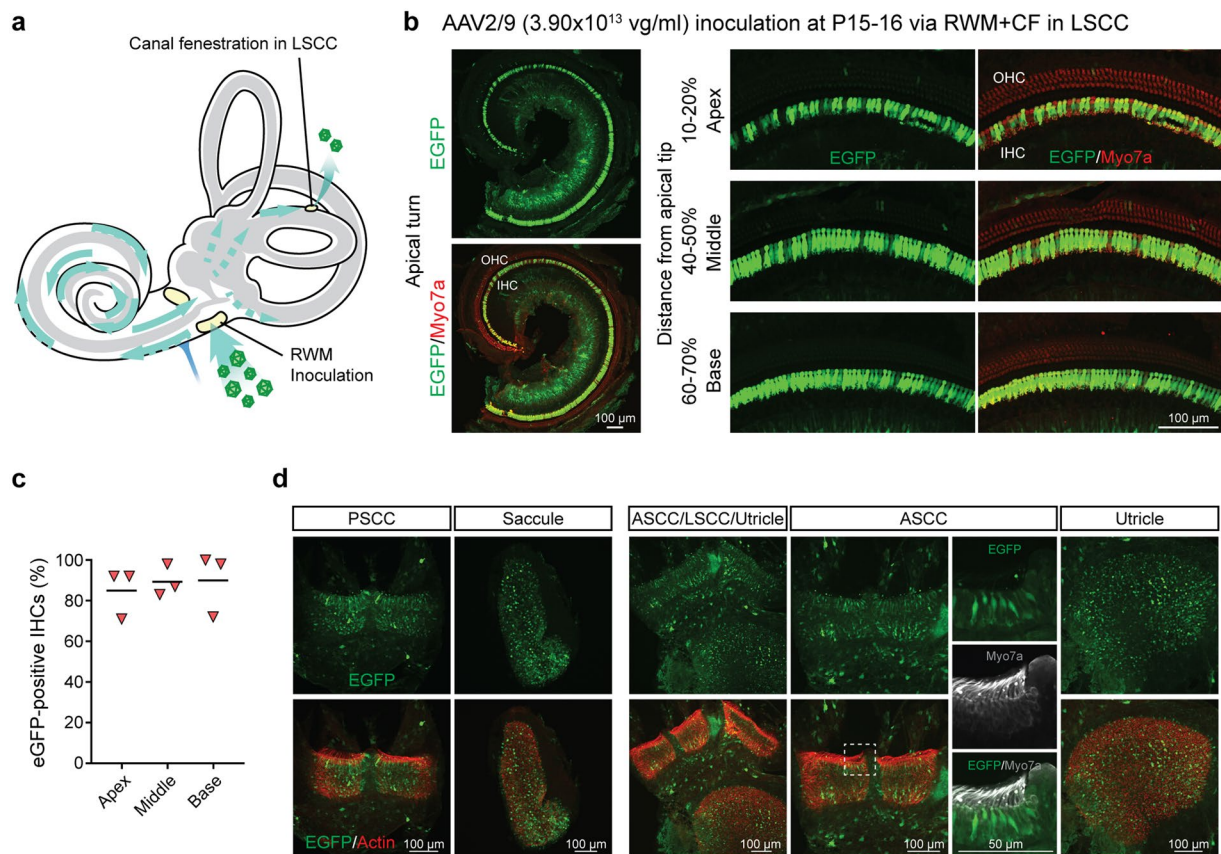 a
Canal fenestration in LSCC
RWM
Inoculation
b
AAV2/9 (3.90x10¹³ vg/ml) inoculation at P15-16 via RWM+CF in LSCC
Apical turn
EGFP
EGFP/Myo7a
OHC
IHC
100 µm
Distance from apical tip
10-20%
Apex
40-50%
Middle
60-70%
Base
EGFP
OHC
IHC
EGFP/Myo7a
100 µm
c
eGFP-positive IHCs (%)
100
80
60
40
20
0
Apex
Middle
Base
d
PSCC
Saccule
ASCC/LSCC/Utricle
ASCC
Utricle
EGFP
EGFP
Myo7a
EGFP/Myo7a
EGFP/Actin
100 µm
100 µm
100 µm
100 µm
50 µm
100 µm